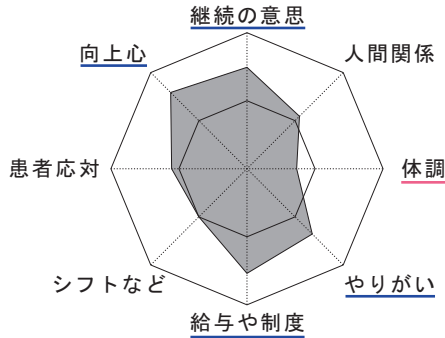 継続の意思
向上心
人間関係
患者応対
体調
シフトなど
やりがい
給与や制度